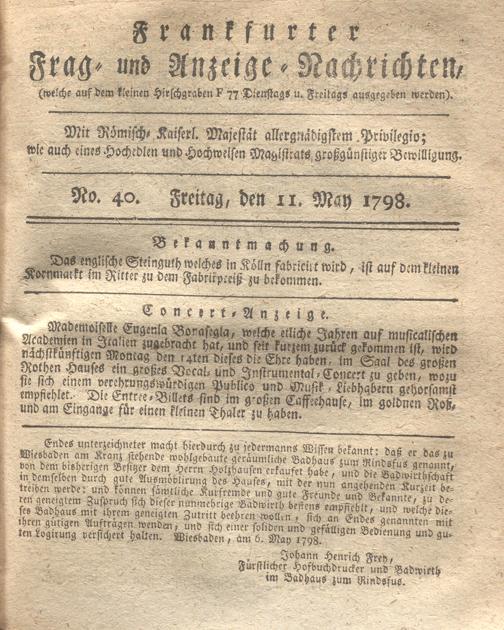 Frankfurter
Frag- und Anzeige-Nachrichten,
(welche auf dem kleinen Hirschgraben F 77 Dienstags u. Freitags ausgegeben werden).
Mit Römisch- Kaiserl. Majestät allergnädigstem Privilegio;
wie auch eines Hochedlen und Hochweisen Magistrats großgünstiger Bewilligung.
No. 40. Freitag, den 11. May 1798.
Bekanntmachung.
Das englische Steinguth welches in Kölln fabricirt wird, ist auf dem kleinen
Kornmarkt im Ritter zu dem Fabrikpreiß zu bekommen.
Concert-Anzeige.
Mademoiselle Eugenia Bonasegla, welche etliche Jahren auf musicalischen
Academien in Italien zugebracht hat, und seit kurzem zurück gekommen ist, wird
nächstkünftigen Montag den 14ten dieses die Ehre haben, im Saal des großen
Rothen Hauses ein großes Vocal- und Instrumental-Concert zu geben, wozu
sie sich einem verehrungswürdigen Publico und Musik-Liebhabern gehorsamst
empfiehlet. Die Entree-Billets sind im großen Caffeehause, im goldnen Roß,
und am Eingange für einen kleinen Thaler zu haben.
Endes unterzeichneter macht hierdurch zu jedermanns Wissen bekannt: daß er das zu
Wiesbaden am Kranz stehende wohlgebaute geräumliche Badhaus zum Rindsfus genannt,
von dem bisherigen Besitzer dem Herrn Holzhausen erkaufet habe, und die Badwirthschaft
in demselben durch gute Ausmöblirung des Hauses, mit der nun angehenden Kurzeit be-
treiben werde: und können sämtliche Kurfremde und gute Freunde und Bekannte, zu de-
ren geneigten Zuspruch sich dieser nunmehrige Badwirth bestens empfiehlt, und welche die-
ses Badhaus mit ihrem geneigten Zutritt beehren wollen, sich an Endes genannten mit
ihren gütigen Aufträgen wenden, und sich einer soliden und gefälligen Bedienung und gu-
ten Logirung versichert halten. Wiesbaden, am 6. May 1798.
Johann Henrich Frey,
Fürstlicher Hofbuchdrucker und Badwirth
im Badhaus zum Rindsfus.